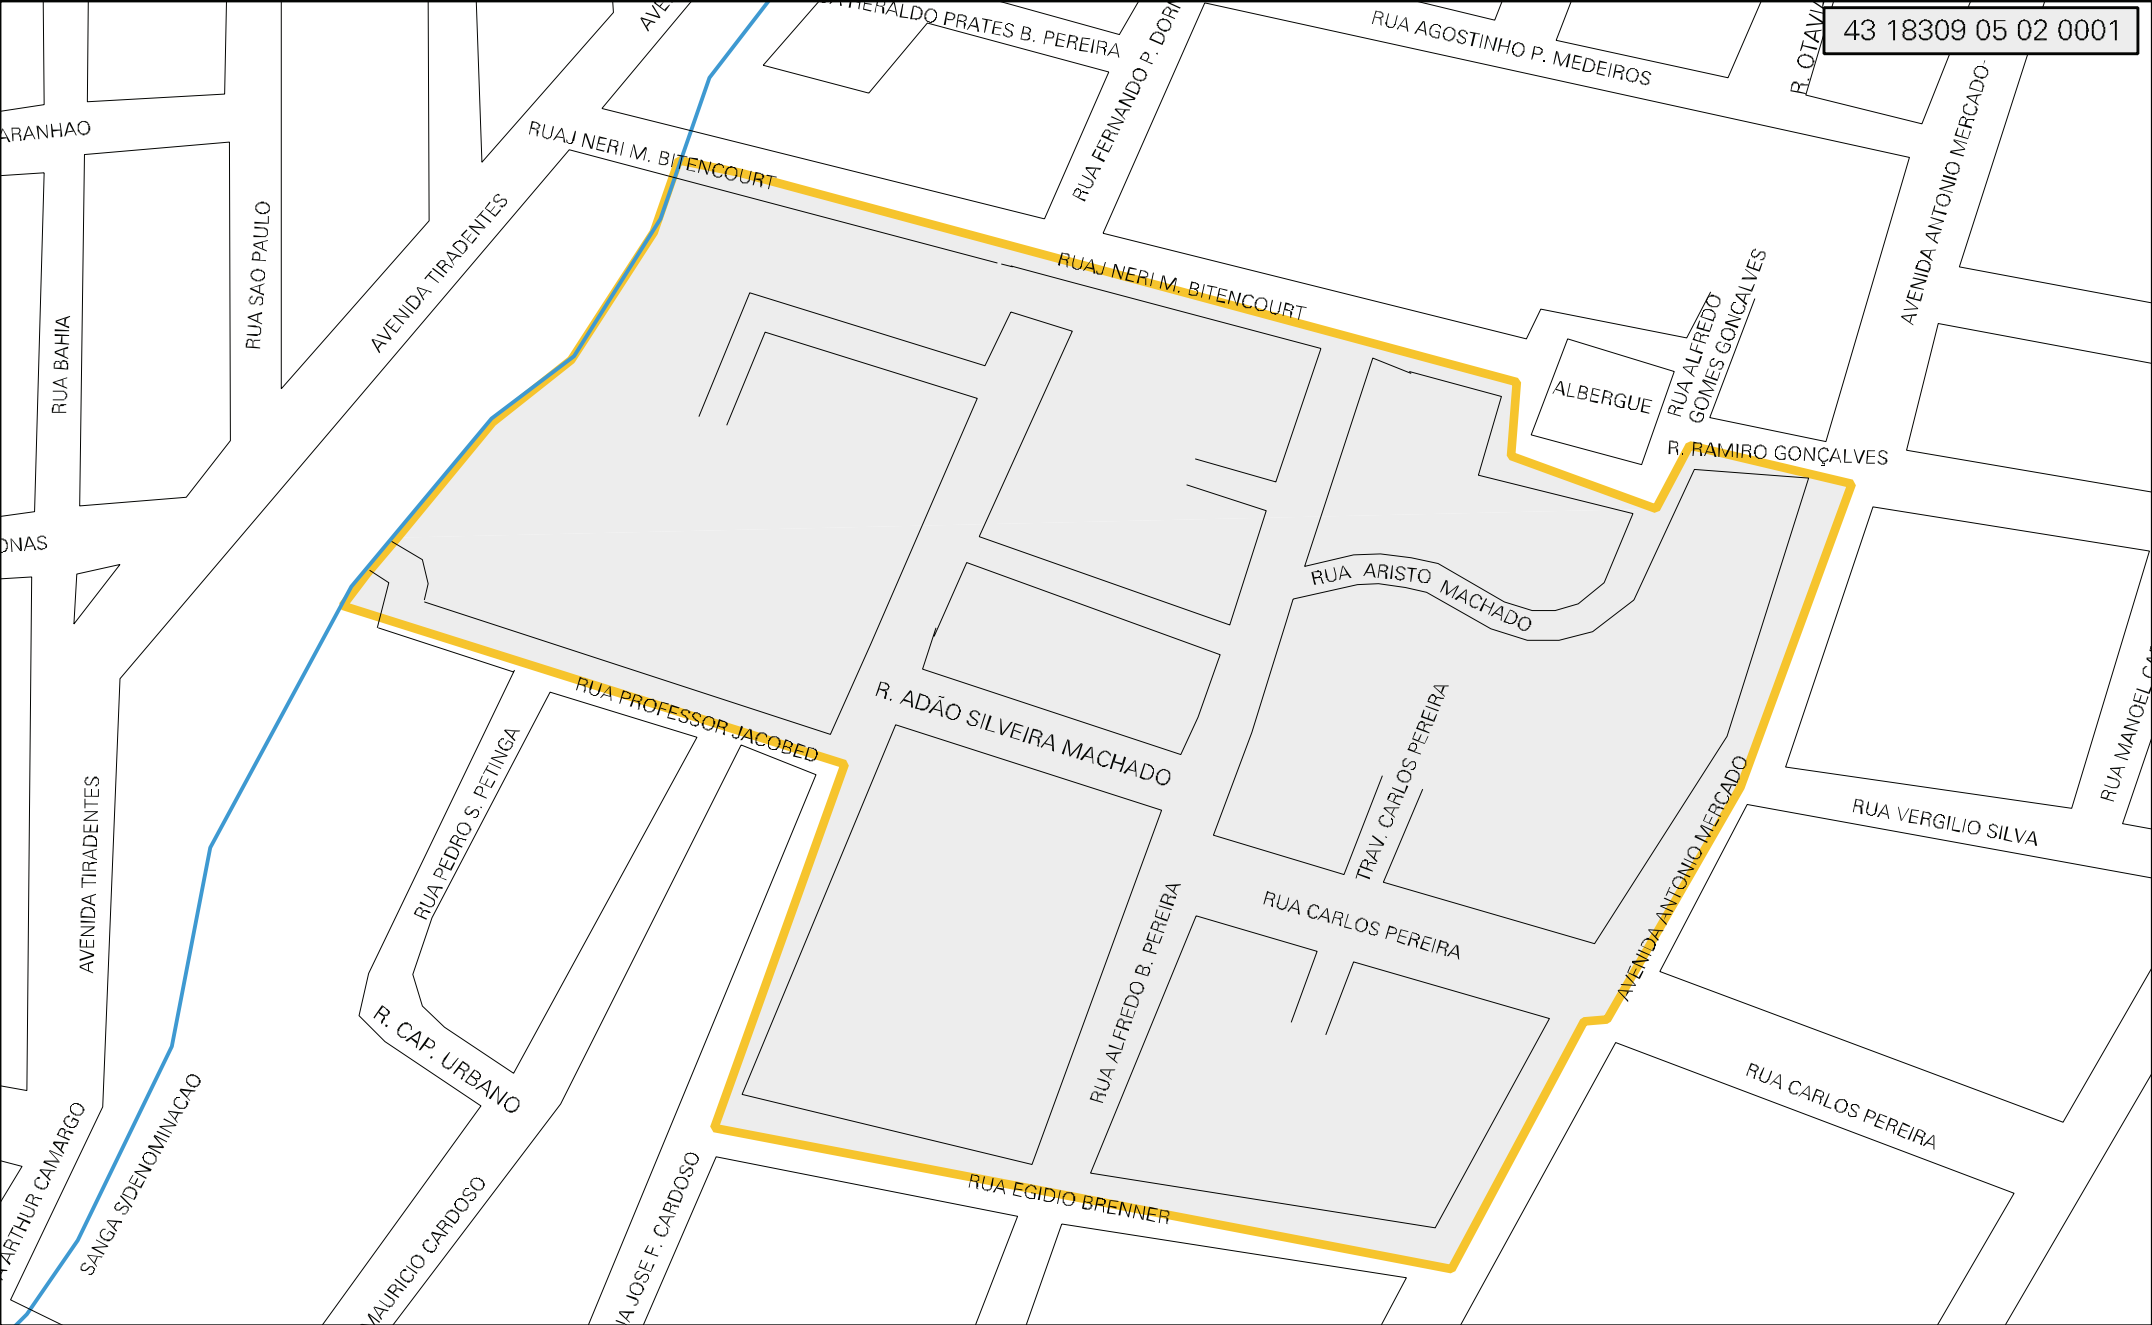 HERALDO PRATES B. PEREIRA
RUA AGOSTINHO P. MEDEIROS
43 18309 05 02 0001
RUA FERNANDO P.
AVENIDA ANTONIO MERCADO
RUAJ NERI M. BITENCOURT
AVENIDA TIRADENTES
RUA SAO PAULO
RUA BAHIA
RUAJ NERI M. BITENCOURT
RUA ALFREDO
GOMES GONCALVES
ALBERGUE
R. RAMIRO GONÇALVES
RUA ARISTO MACHADO
RUA PROFESSOR JACOBED
R. ADÃO SILVEIRA MACHADO
TRAV. CARLOS PEREIRA
RUA PEDRO S. PETINGA
AVENIDA TIRADENTES
AVENIDA ANTONIO MERCADO
RUA VERGILIO SILVA
RUA MANOEL
RUA CARLOS PEREIRA
RUA ALFREDO B. PEREIRA
R. CAP. URBANO
RUA CARLOS PEREIRA
SANGA S/DENOMINACAO
ARTHUR CAMARGO
MAURICIO CARDOSO
JOSE F. CARDOSO
RUA EGIDIO BRENNER